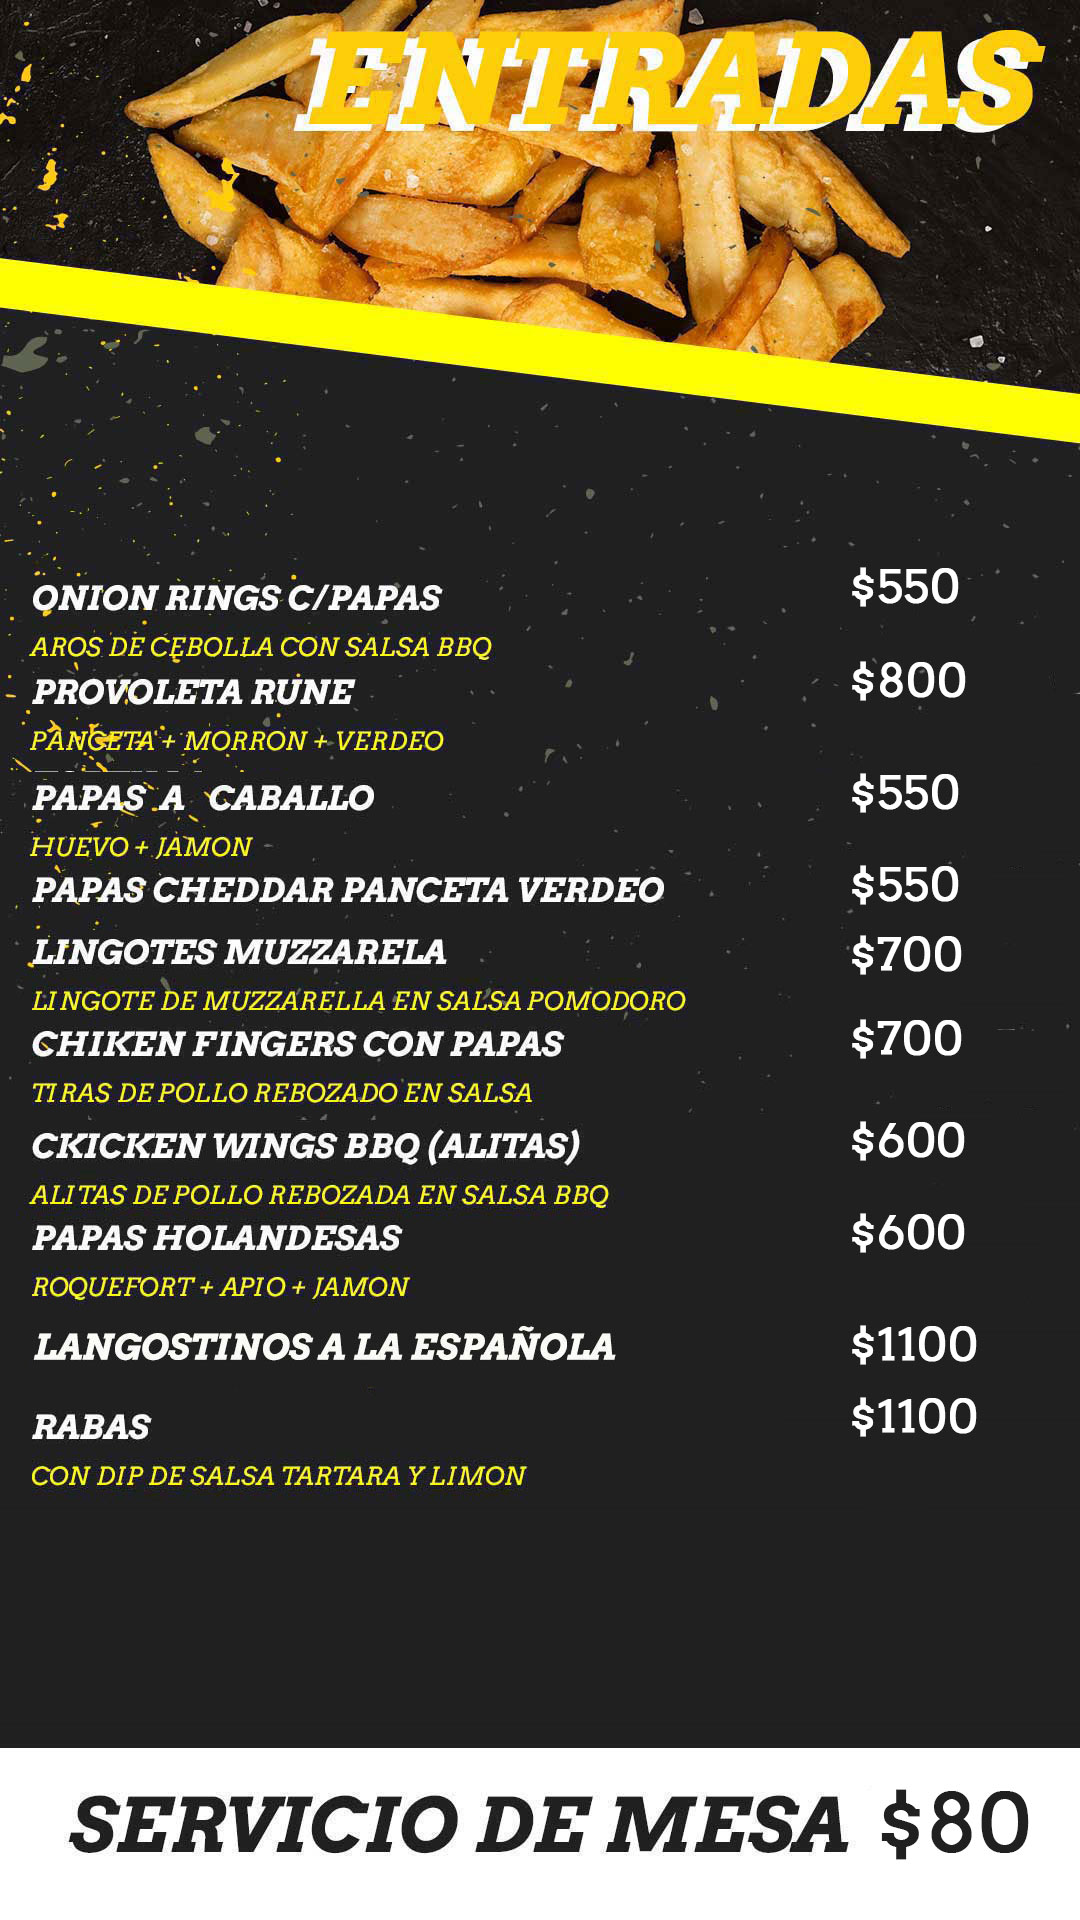 ENTRADAS
ONION RINGS C/PAPAS $550
AROS DE CEBOLLA CON SALSA BBQ
PROVOLETA RUNE $800
PANCETA + MORRON + VERDEO
PAPAS A CABALLO $550
HUEVO + JAMON
PAPAS CHEDDAR PANCETA VERDEO $550
LINGOTES MUZZARELA $700
LINGOTE DE MUZZARELLA EN SALSA POMODORO
CHIKEN FINGERS CON PAPAS $700
TIRAS DE POLLO REBOZADO EN SALSA
CKICKEN WINGS BBQ (ALITAS) $600
ALITAS DE POLLO REBOZADA EN SALSA BBQ
PAPAS HOLANDESAS $600
ROQUEFORT + APIO + JAMON
LANGOSTINOS A LA ESPAÑOLA $1100
RABAS $1100
CON DIP DE SALSA TARTARA Y LIMON
SERVICIO DE MESA $80